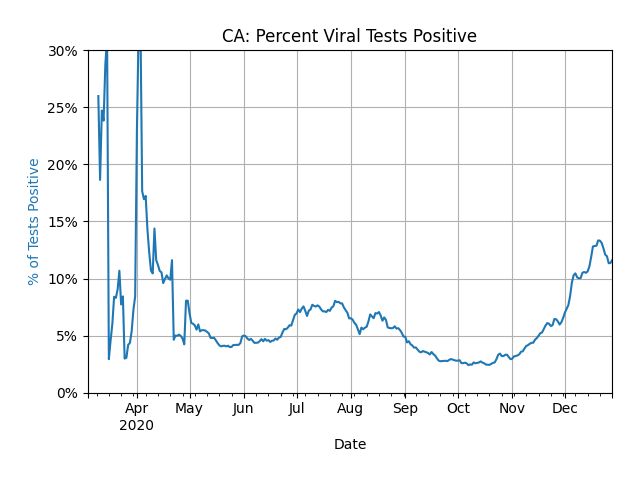 CA: Percent Viral Tests Positive
30%
25%
20%
15%
10%
5%
0%
% of Tests Positive
Apr May Jun Jul Aug Sep Oct Nov Dec
2020
Date